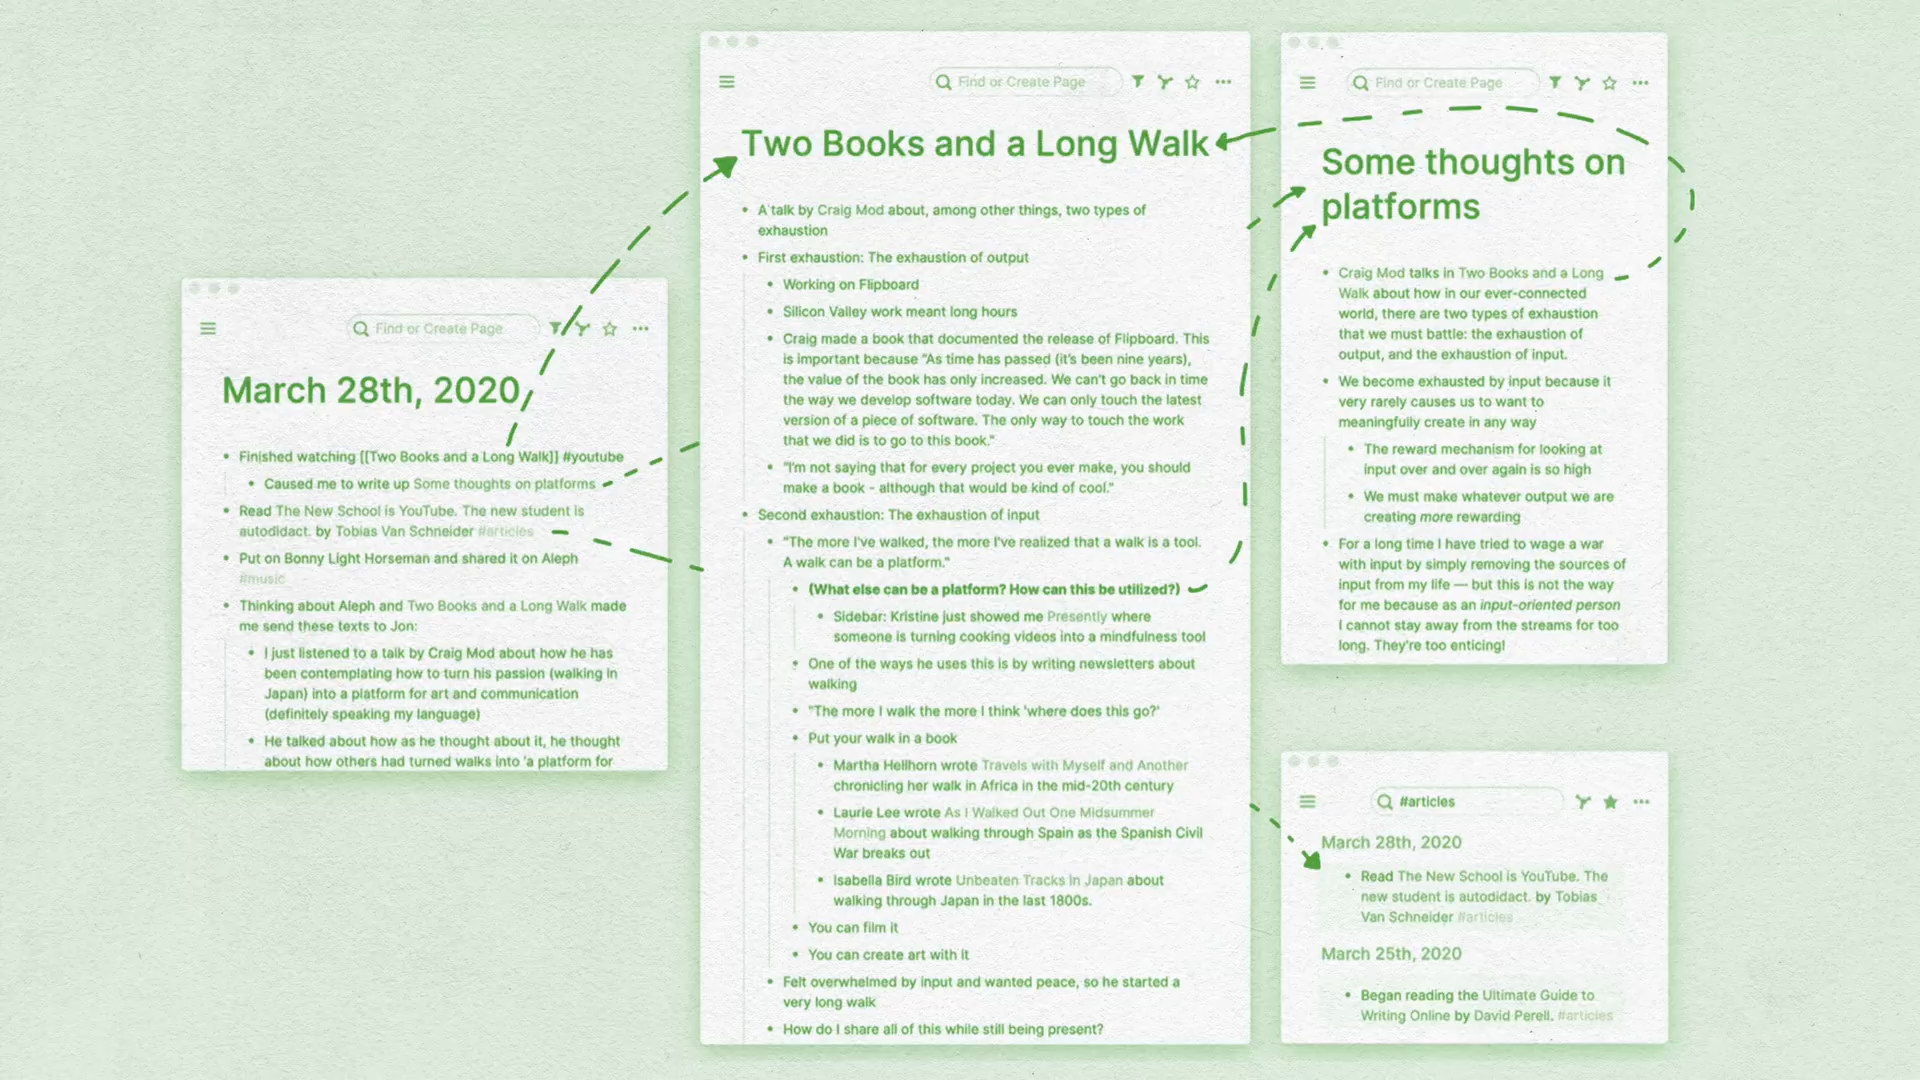 Find or Create Page
March 28th, 2020
• Finished watching [[Two Books and a Long Walk]] #youtube
• Caused me to write up Some thoughts on platforms
• Read The New School is YouTube. The new student is
autodidact. by Tobias Van Schneider #articles
• Put on Bonny Light Horseman and shared it on Aleph
#music
• Thinking about Aleph and Two Books and a Long Walk made
me send these texts to Jon:
• I just listened to a talk by Craig Mod about how he has
been contemplating how to turn his passion (walking in
Japan) into a platform for art and communication
(definitely speaking my language)
• He talked about how as he thought about it, he thought
about how others had turned walks into 'a platform for
Find or Create Page
Two Books and a Long Walk
• A talk by Craig Mod about, among other things, two types of
exhaustion
• First exhaustion: The exhaustion of output
• Working on Flipboard
• Silicon Valley work meant long hours
• Craig made a book that documented the release of Flipboard. This
is important because "As time has passed (it's been nine years),
the value of the book has only increased. We can't go back in time
the way we develop software today. We can only touch the latest
version of a piece of software. The only way to touch the work
that we did is to go to this book."
• "I'm not saying that for every project you ever make, you should
make a book - although that would be kind of cool."
• Second exhaustion: The exhaustion of input
• "The more I've walked, the more I've realized that a walk is a tool.
A walk can be a platform."
• (What else can be a platform? How can this be utilized?)
• Sidebar: Kristine just showed me Presently where
someone is turning cooking videos into a mindfulness tool
• One of the ways he uses this is by writing newsletters about
walking
• "The more I walk the more I think 'where does this go?'
• Put your walk in a book
• Martha Hellhorn wrote Travels with Myself and Another
chronicling her walk in Africa in the mid-20th century
• Laurie Lee wrote As I Walked Out One Midsummer
Morning about walking through Spain as the Spanish Civil
War breaks out
• Isabella Bird wrote Unbeaten Tracks in Japan about
walking through Japan in the last 1800s.
• You can film it
• You can create art with it
• Felt overwhelmed by input and wanted peace, so he started a
very long walk
• How do I share all of this while still being present?
Find or Create Page
Some thoughts on
platforms
• Craig Mod talks in Two Books and a Long
Walk about how in our ever-connected
world, there are two types of exhaustion
that we must battle: the exhaustion of
output, and the exhaustion of input.
• We become exhausted by input because it
very rarely causes us to want to
meaningfully create in any way
• The reward mechanism for looking at
input over and over again is so high
• We must make whatever output we are
creating more rewarding
• For a long time I have tried to wage a war
with input by simply removing the sources of
input from my life — but this is not the way
for me because as an input-oriented person
I cannot stay away from the streams for too
long. They're too enticing!
#articles
March 28th, 2020
• Read The New School is YouTube. The
new student is autodidact. by Tobias
Van Schneider #articles
March 25th, 2020
• Began reading the Ultimate Guide to
Writing Online by David Perell. #articles